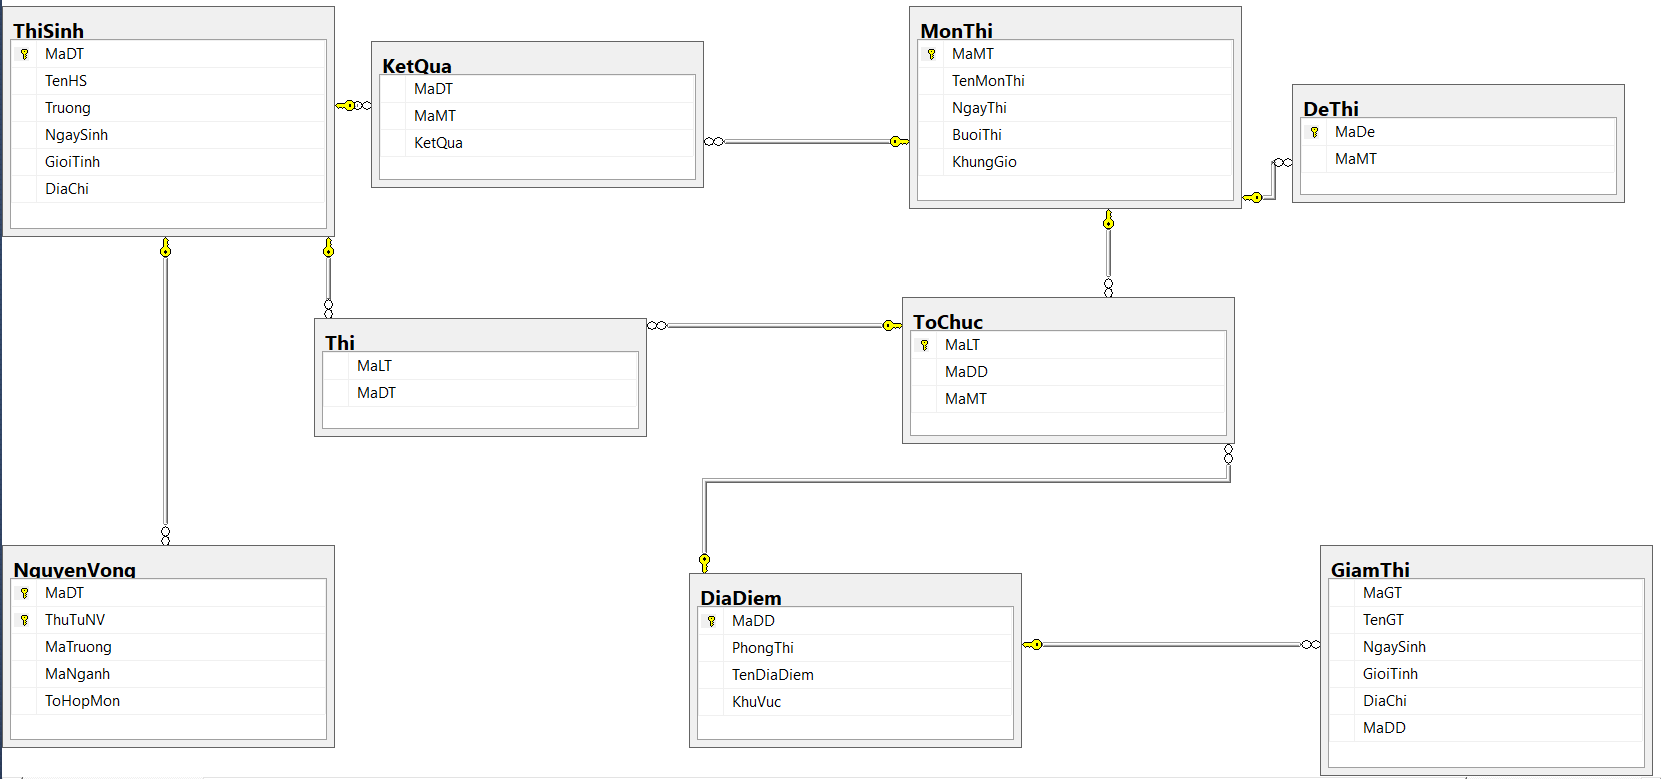 ThiSinh
MaDT
TenHS
Truong
NgaySinh
GioiTinh
DiaChi
KetQua
MaDT
MaMT
KetQua
MonThi
MaMT
TenMonThi
NgayThi
BuoiThi
KhungGio
DeThi
MaDe
MaMT
Thi
MaLT
MaDT
ToChuc
MaLT
MaDD
MaMT
NguyenVong
MaDT
ThuTuNV
MaTruong
MaNganh
ToHopMon
DiaDiem
MaDD
PhongThi
TenDiaDiem
KhuVuc
GiamThi
MaGT
TenGT
NgaySinh
GioiTinh
DiaChi
MaDD